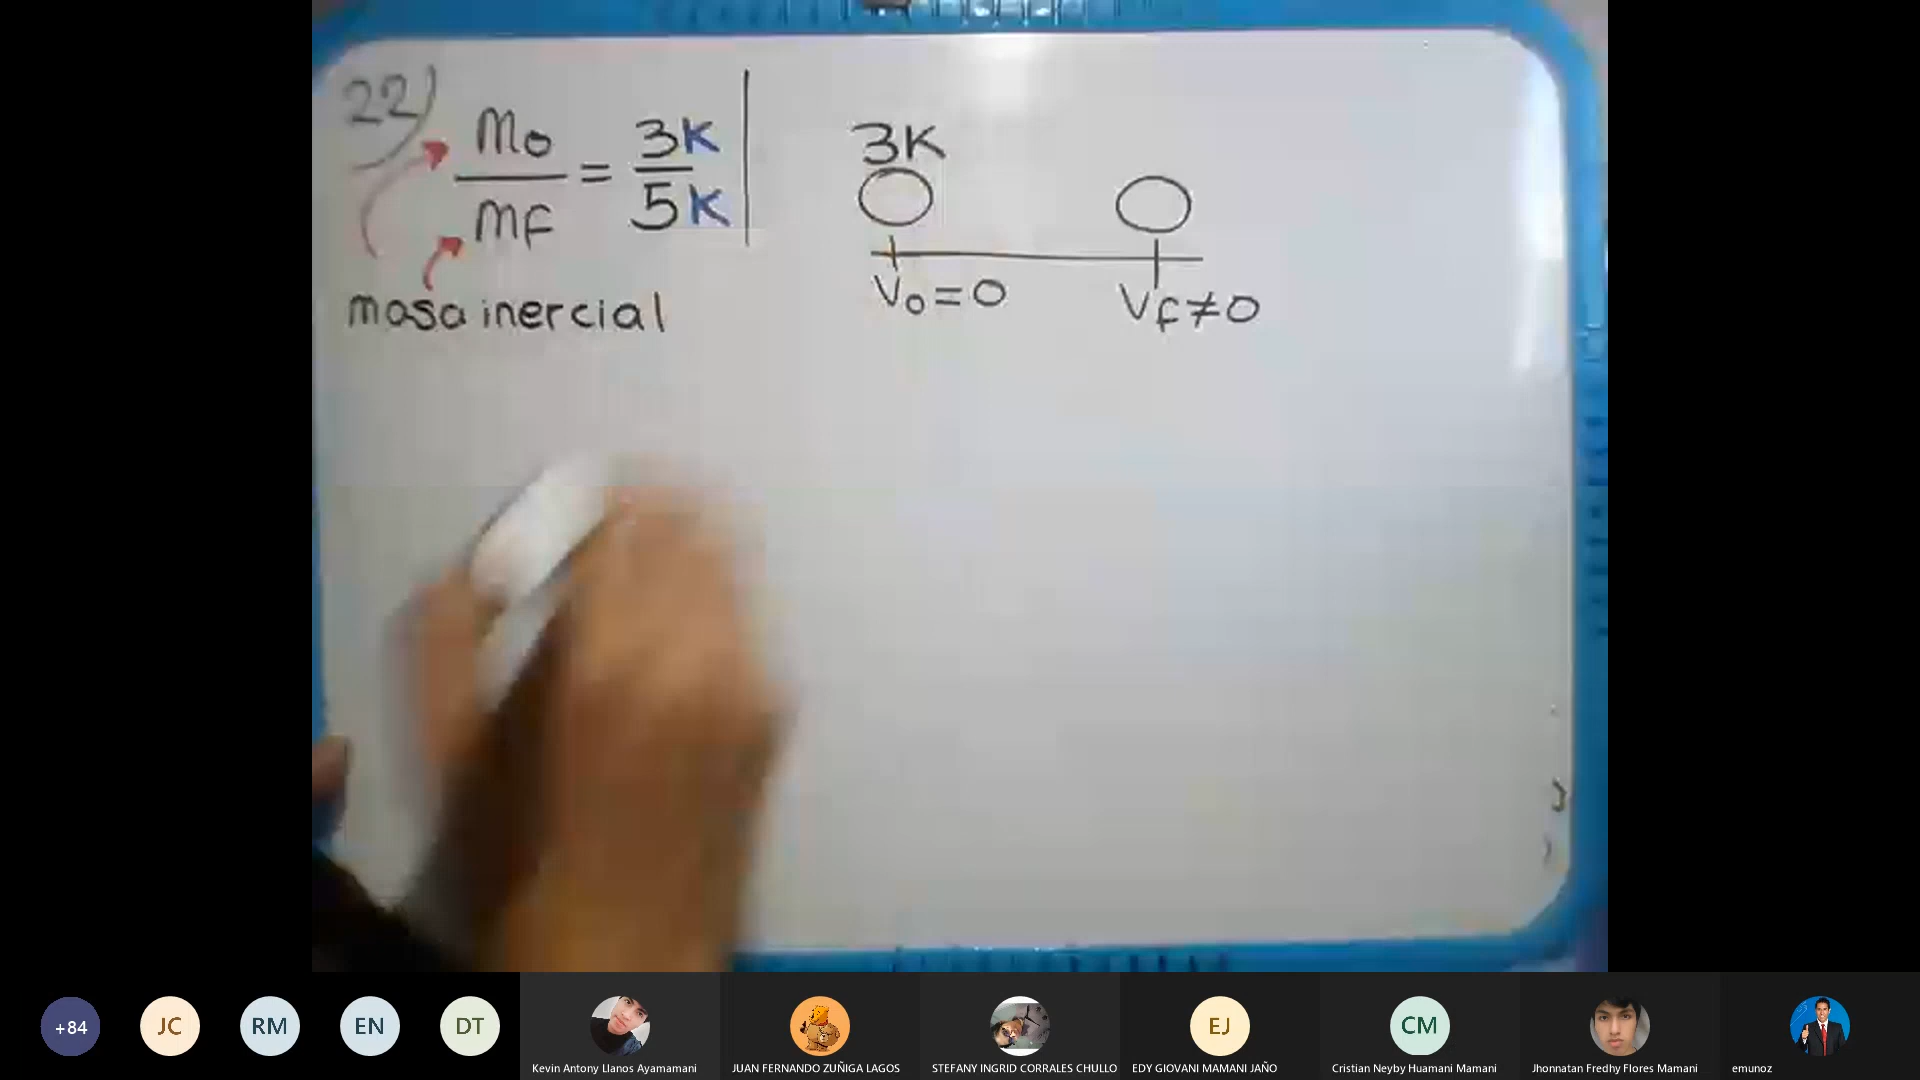 22)
Mo
—— = 3K/5K
MF
masa inercial
3K
Vo=0
VF≠0
+84
JC
RM
EN
DT
EJ
CM
Kevin Antony Llanos Ayamamani
JUAN FERNANDO ZUÑIGA LAGOS
STEFANY INGRID CORRALES CHULLO
EDY GIOVANI MAMANI JAÑO
Cristian Neyby Huamani Mamani
Jhonnatan Fredhy Flores Mamani
emunoz